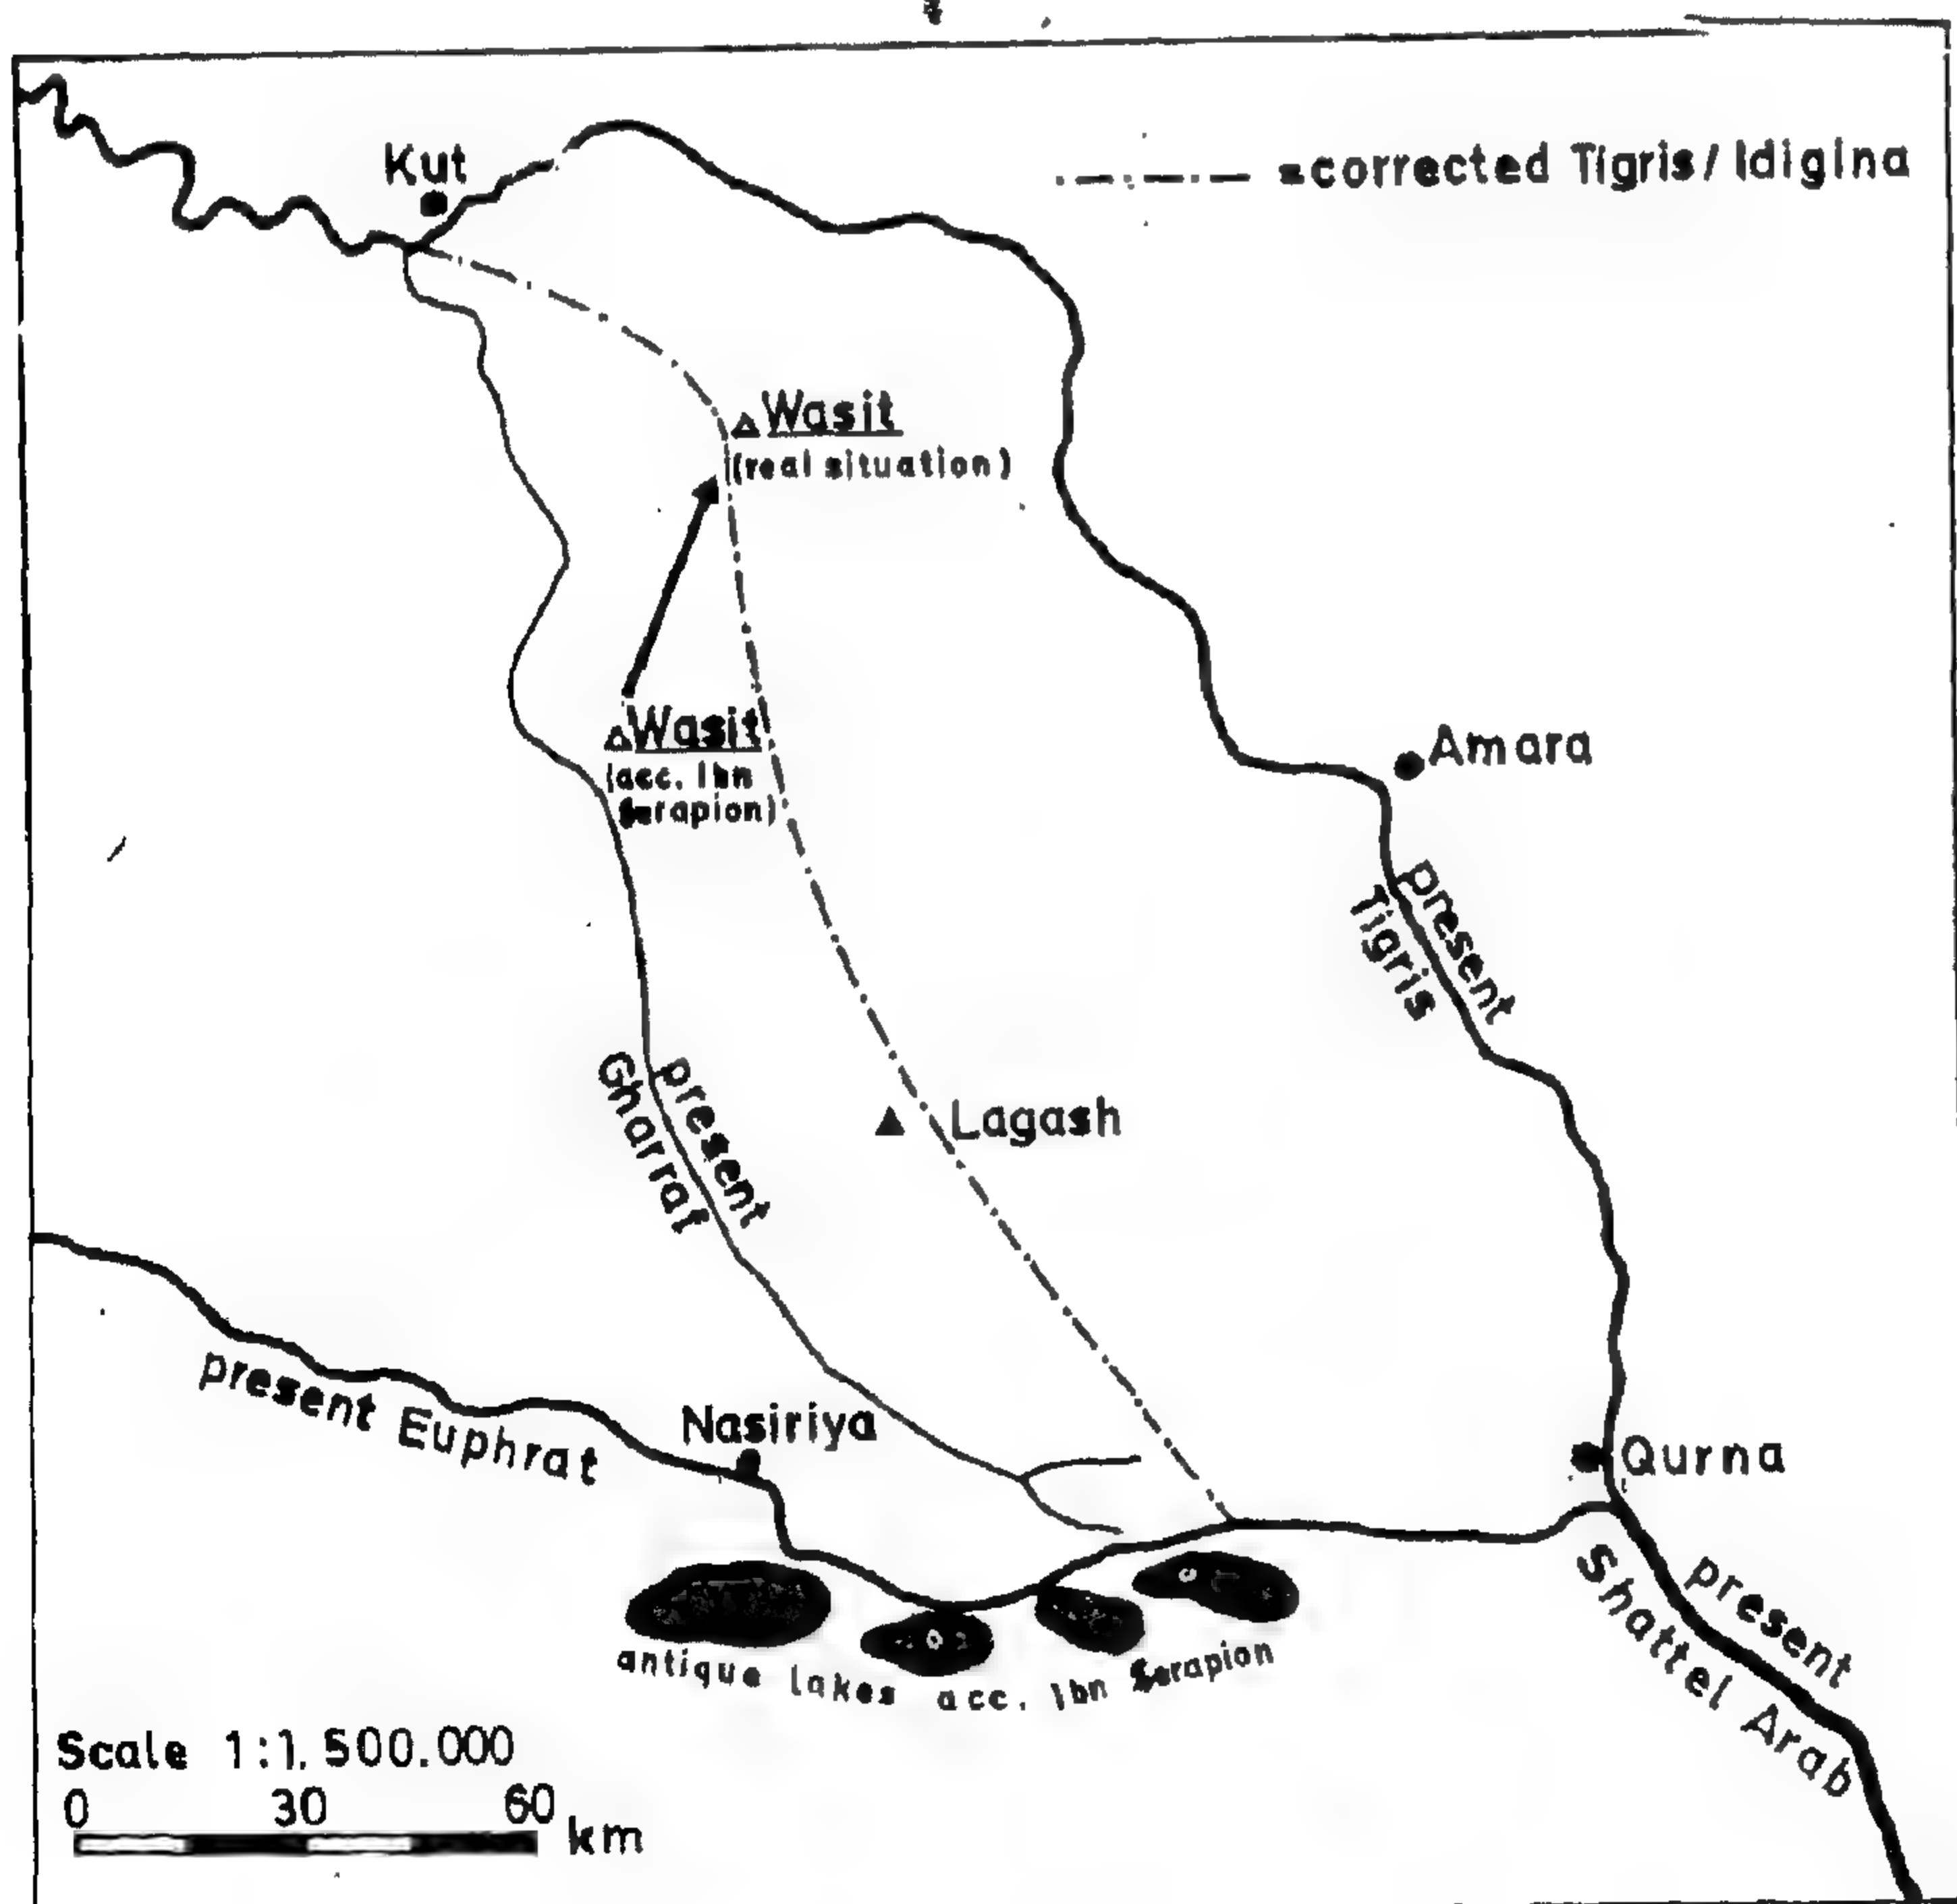 Kut
=corrected Tigris/ Idigina
Wasit
(real situation)
Wasit
(acc. Ibn
Serapion)
Amara
present
Tigris
present
Gharraf
Lagash
present Euphrat
Nasiriya
Qurna
present
Shattel Arab
antique lakes acc. Ibn Serapion
Scale 1:1.500.000
0 30 60
km